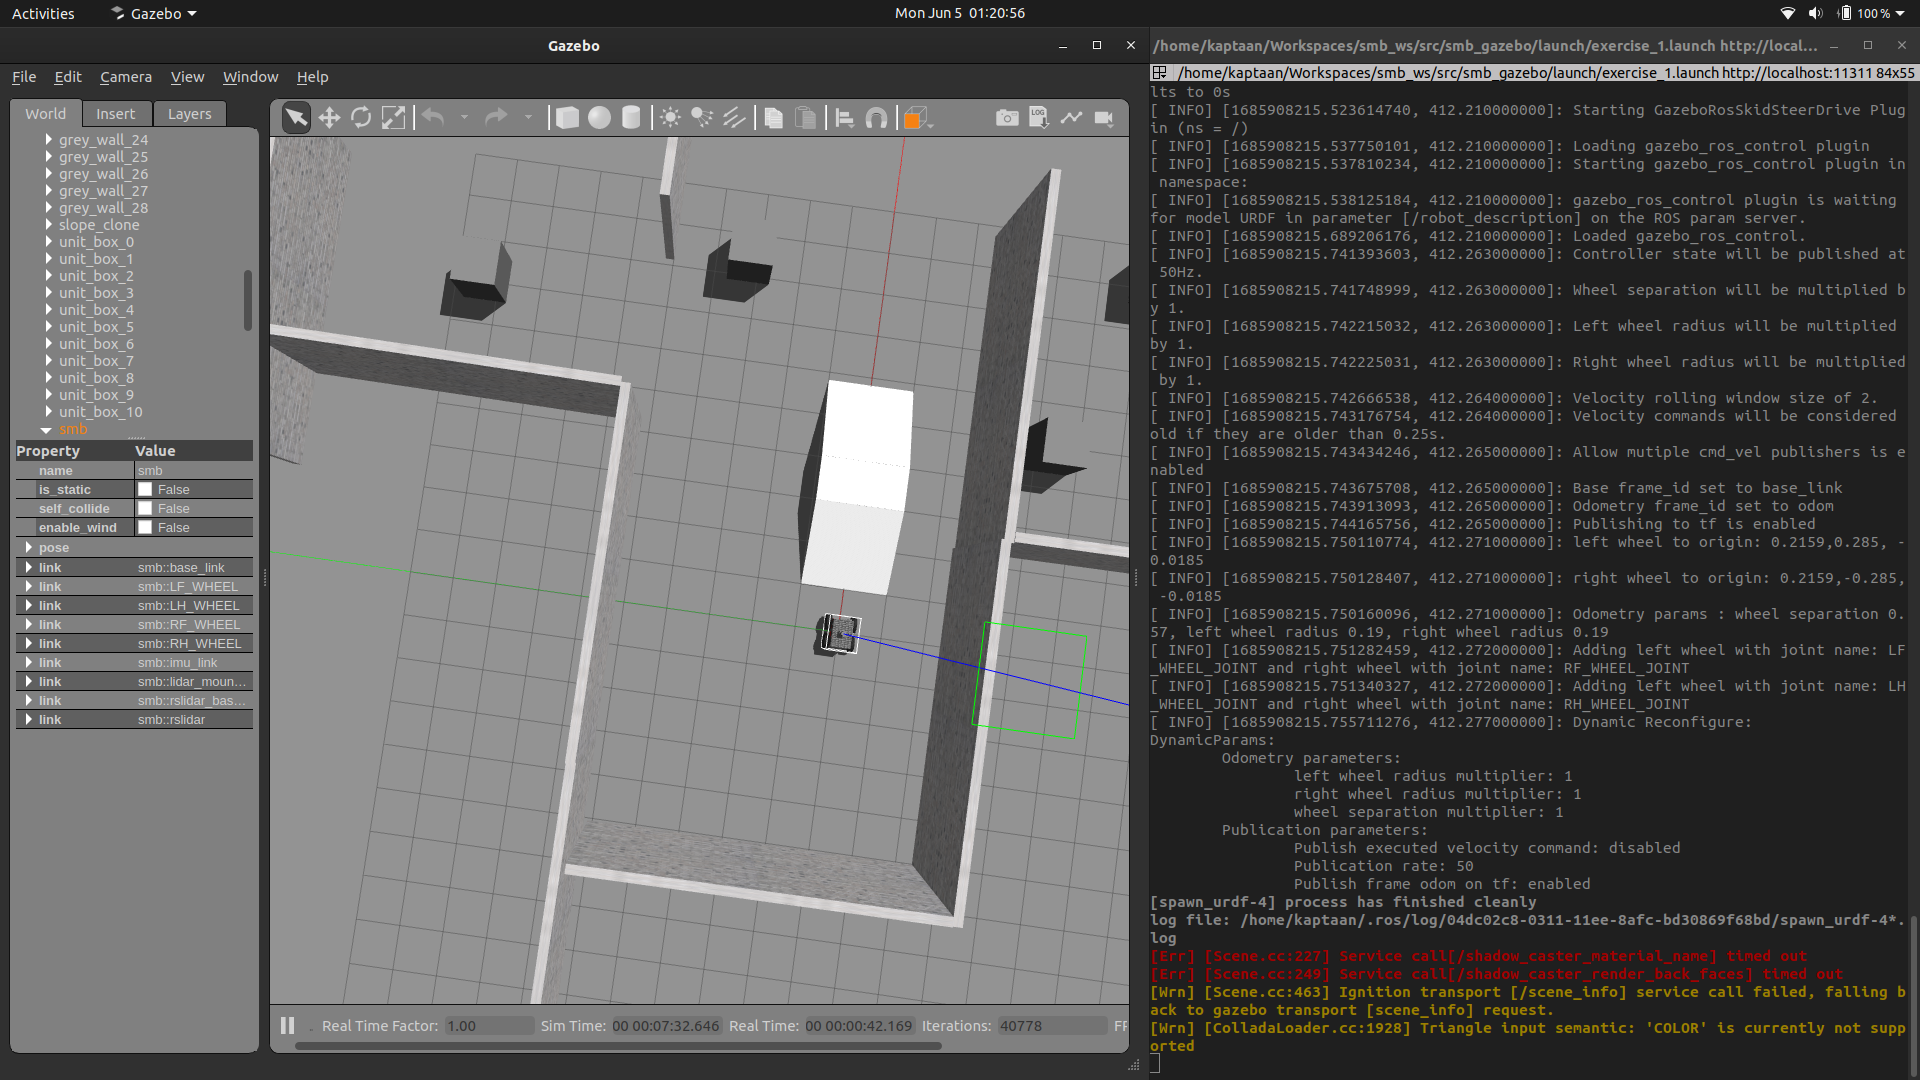 Activities
Gazebo
Mon Jun 5 01:20:56
100 %
Gazebo
File Edit Camera View Window Help
World Insert Layers
grey_wall_24
grey_wall_25
grey_wall_26
grey_wall_27
grey_wall_28
slope_clone
unit_box_0
unit_box_1
unit_box_2
unit_box_3
unit_box_4
unit_box_5
unit_box_6
unit_box_7
unit_box_8
unit_box_9
unit_box_10
smb
Property Value
name smb
is_static False
self_collide False
enable_wind False
pose
link smb::base_link
link smb::LF_WHEEL
link smb::LH_WHEEL
link smb::RF_WHEEL
link smb::RH_WHEEL
link smb::imu_link
link smb::lidar_moun...
link smb::rslidar_bas...
link smb::rslidar
LOG
Real Time Factor: 1.00 Sim Time: 00 00:07:32.646 Real Time: 00 00:00:42.169 Iterations: 40778 FP
/home/kaptaan/Workspaces/smb_ws/src/smb_gazebo/launch/exercise_1.launch http://local...
/home/kaptaan/Workspaces/smb_ws/src/smb_gazebo/launch/exercise_1.launch http://localhost:11311 84x55
lts to 0s
[ INFO] [1685908215.523614740, 412.210000000]: Starting GazeboRosSkidSteerDrive Plug
in (ns = /)
[ INFO] [1685908215.537750101, 412.210000000]: Loading gazebo_ros_control plugin
[ INFO] [1685908215.537810234, 412.210000000]: Starting gazebo_ros_control plugin in
namespace:
[ INFO] [1685908215.538125184, 412.210000000]: gazebo_ros_control plugin is waiting
for model URDF in parameter [/robot_description] on the ROS param server.
[ INFO] [1685908215.689206176, 412.210000000]: Loaded gazebo_ros_control.
[ INFO] [1685908215.741393603, 412.263000000]: Controller state will be published at
50Hz.
[ INFO] [1685908215.741748999, 412.263000000]: Wheel separation will be multiplied b
y 1.
[ INFO] [1685908215.742215032, 412.263000000]: Left wheel radius will be multiplied
by 1.
[ INFO] [1685908215.742225031, 412.263000000]: Right wheel radius will be multiplied
by 1.
[ INFO] [1685908215.742666538, 412.264000000]: Velocity rolling window size of 2.
[ INFO] [1685908215.743176754, 412.264000000]: Velocity commands will be considered
old if they are older than 0.25s.
[ INFO] [1685908215.743434246, 412.265000000]: Allow mutiple cmd_vel publishers is e
nabled
[ INFO] [1685908215.743675708, 412.265000000]: Base frame_id set to base_link
[ INFO] [1685908215.743913093, 412.265000000]: Odometry frame_id set to odom
[ INFO] [1685908215.744165756, 412.265000000]: Publishing to tf is enabled
[ INFO] [1685908215.750110774, 412.271000000]: left wheel to origin: 0.2159,0.285, -
0.0185
[ INFO] [1685908215.750128407, 412.271000000]: right wheel to origin: 0.2159,-0.285,
-0.0185
[ INFO] [1685908215.750160096, 412.271000000]: Odometry params : wheel separation 0.
57, left wheel radius 0.19, right wheel radius 0.19
[ INFO] [1685908215.751282459, 412.272000000]: Adding left wheel with joint name: LF
_WHEEL_JOINT and right wheel with joint name: RF_WHEEL_JOINT
[ INFO] [1685908215.751340327, 412.272000000]: Adding left wheel with joint name: LH
_WHEEL_JOINT and right wheel with joint name: RH_WHEEL_JOINT
[ INFO] [1685908215.755711276, 412.277000000]: Dynamic Reconfigure:
DynamicParams:
Odometry parameters:
left wheel radius multiplier: 1
right wheel radius multiplier: 1
wheel separation multiplier: 1
Publication parameters:
Publish executed velocity command: disabled
Publication rate: 50
Publish frame odom on tf: enabled
[spawn_urdf-4] process has finished cleanly
log file: /home/kaptaan/.ros/log/04dc02c8-0311-11ee-8afc-bd30869f68bd/spawn_urdf-4*.
log
[Err] [Scene.cc:227] Service call[/shadow_caster_material_name] timed out
[Err] [Scene.cc:249] Service call[/shadow_caster_render_back_faces] timed out
[Wrn] [Scene.cc:463] Ignition transport [/scene_info] service call failed, falling b
ack to gazebo transport [scene_info] request.
[Wrn] [ColladaLoader.cc:1928] Triangle input semantic: 'COLOR' is currently not supp
orted